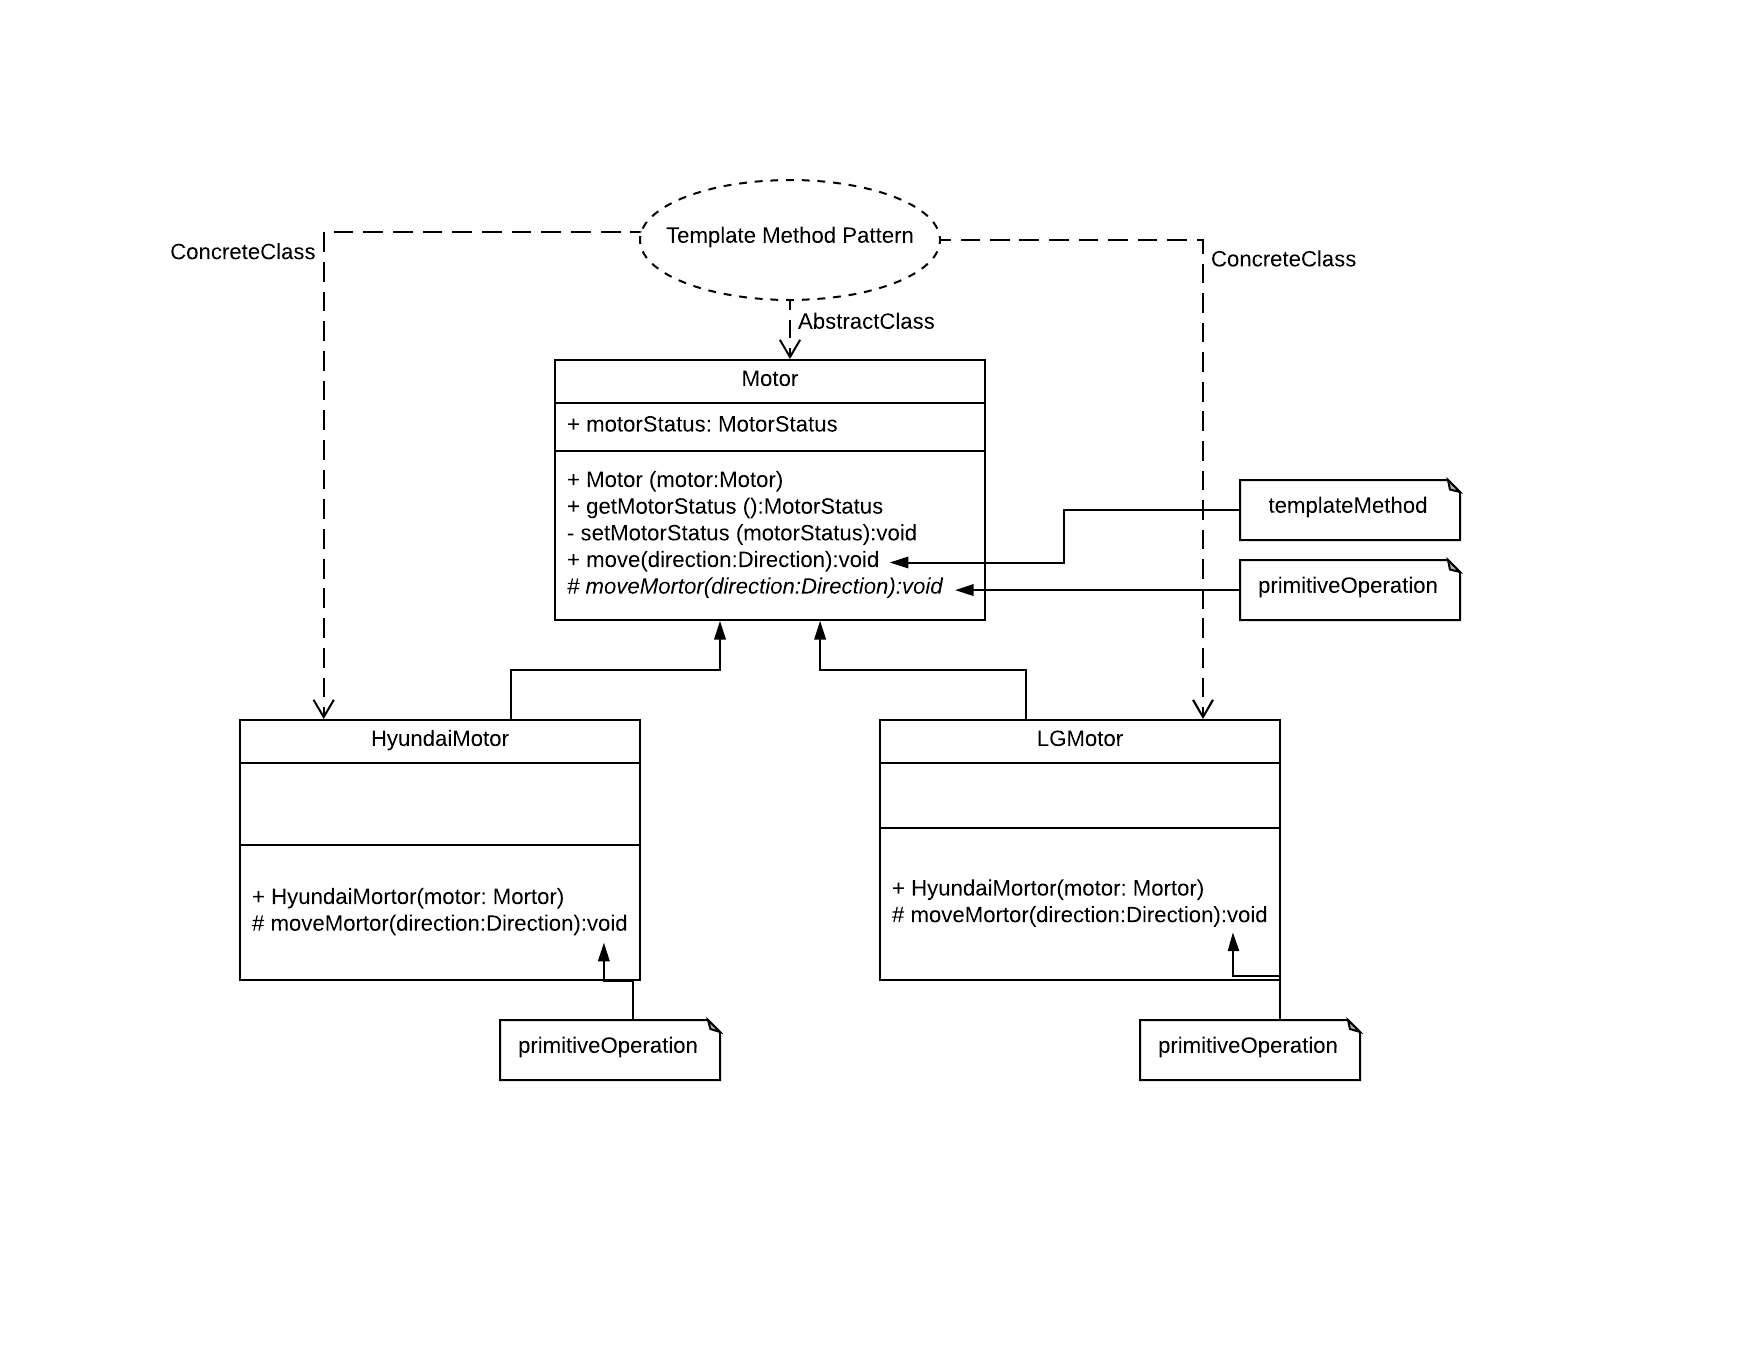 Template Method Pattern
ConcreteClass
ConcreteClass
AbstractClass
Motor
+ motorStatus: MotorStatus
+ Motor (motor:Motor)
+ getMotorStatus ():MotorStatus
- setMotorStatus (motorStatus):void
+ move(direction:Direction):void
# moveMortor(direction:Direction):void
templateMethod
primitiveOperation
HyundaiMotor
+ HyundaiMortor(motor: Mortor)
# moveMortor(direction:Direction):void
primitiveOperation
LGMotor
+ HyundaiMortor(motor: Mortor)
# moveMortor(direction:Direction):void
primitiveOperation